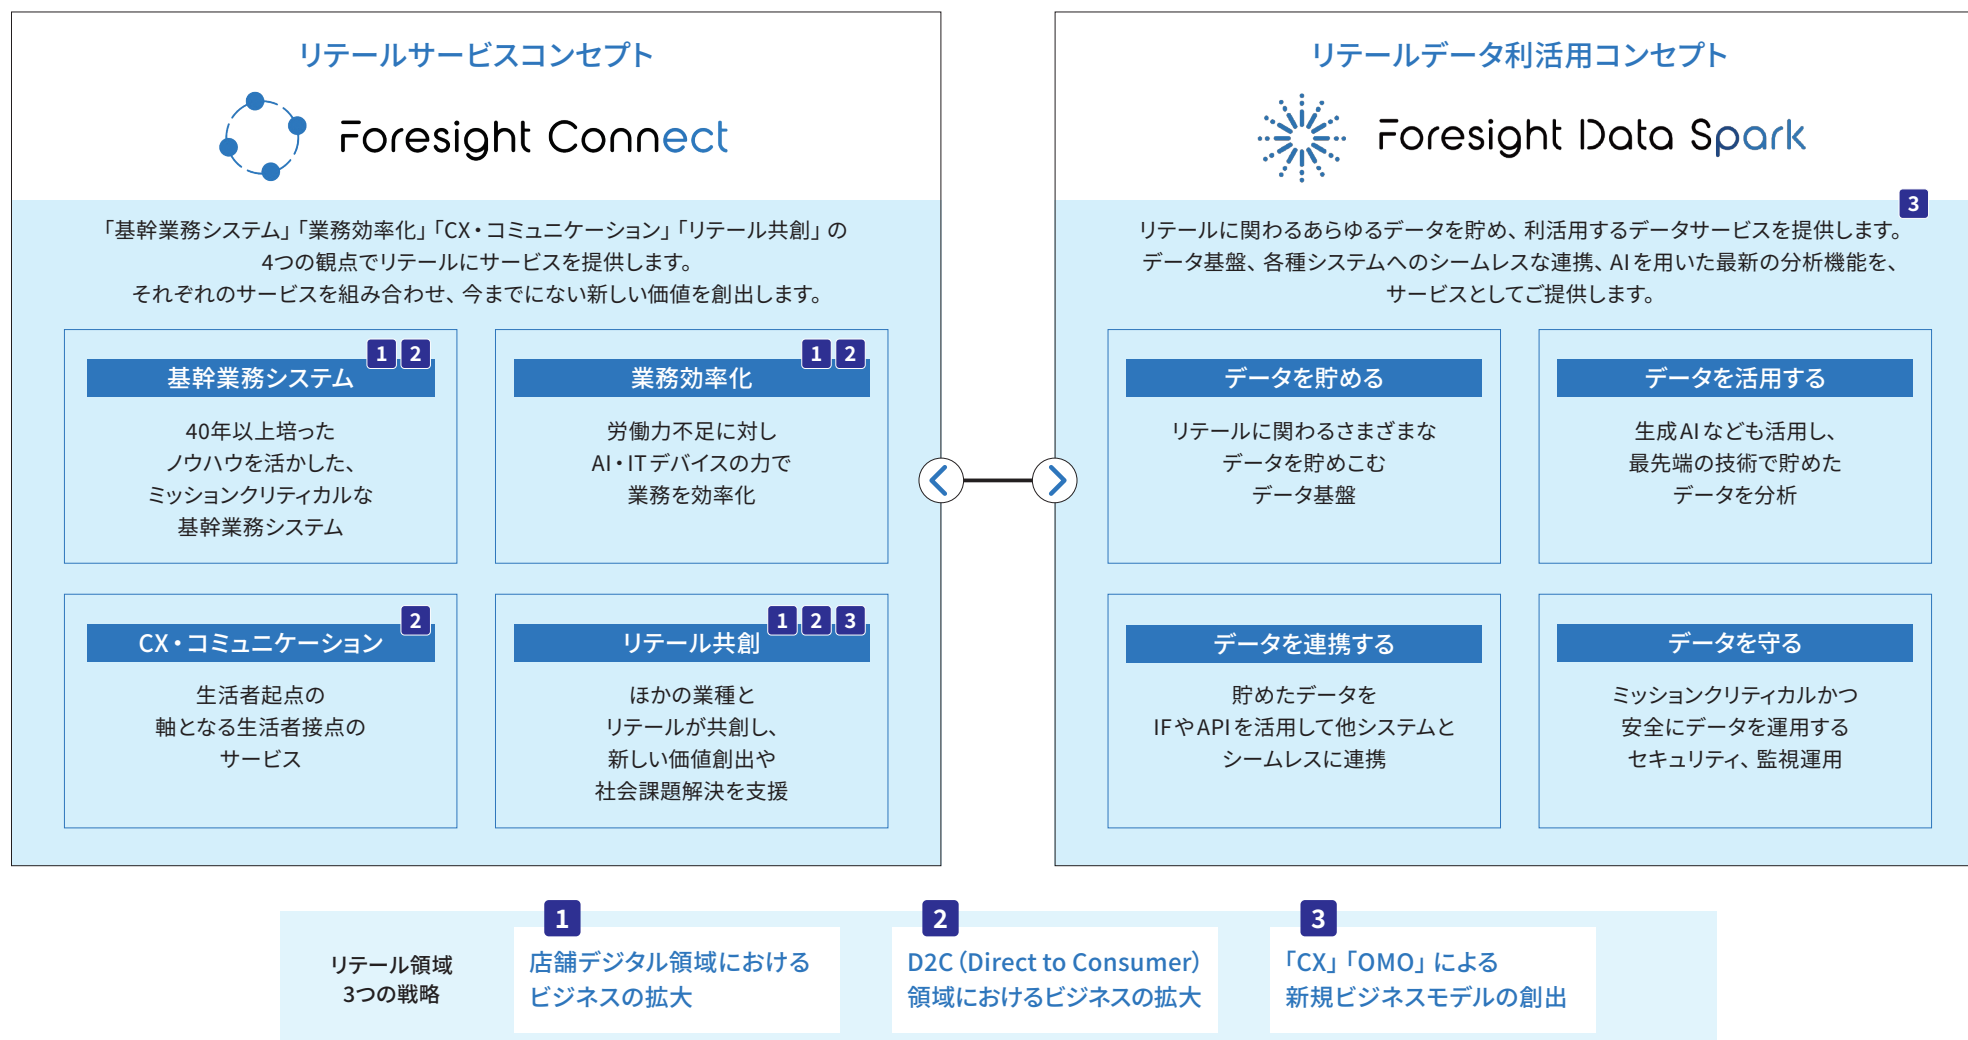 リテールサービスコンセプト
Foresight Connect
「基幹業務システム」「業務効率化」「CX・コミュニケーション」「リテール共創」の
4つの観点でリテールにサービスを提供します。
それぞれのサービスを組み合わせ、今までにない新しい価値を創出します。
1 2
基幹業務システム
40年以上培った
ノウハウを活かした、
ミッションクリティカルな
基幹業務システム
1 2
業務効率化
労働力不足に対し
AI・ITデバイスの力で
業務を効率化
2
CX・コミュニケーション
生活者起点の
軸となる生活者接点の
サービス
1 2 3
リテール共創
ほかの業種と
リテールが共創し、
新しい価値創出や
社会課題解決を支援
リテールデータ利活用コンセプト
Foresight Data Spark
3
リテールに関わるあらゆるデータを貯め、利活用するデータサービスを提供します。
データ基盤、各種システムへのシームレスな連携、AIを用いた最新の分析機能を、
サービスとしてご提供します。
データを貯める
リテールに関わるさまざまな
データを貯めこむ
データ基盤
データを活用する
生成AIなども活用し、
最先端の技術で貯めた
データを分析
データを連携する
貯めたデータを
IFやAPIを活用して他システムと
シームレスに連携
データを守る
ミッションクリティカルかつ
安全にデータを運用する
セキュリティ、監視運用
リテール領域
3つの戦略
1
店舗デジタル領域における
ビジネスの拡大
2
D2C（Direct to Consumer）
領域におけるビジネスの拡大
3
「CX」「OMO」による
新規ビジネスモデルの創出